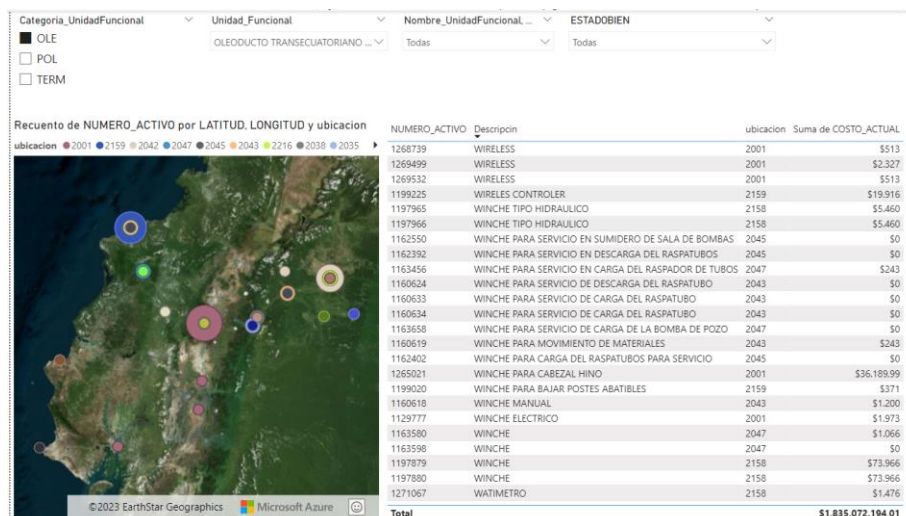 Categoria_UnidadFuncional Unidad_Funcional Nombre_UnidadFuncional, ... ESTADOBIEN
OLE OLEODUCTO TRANSECUATORIANO ... Todas Todas
POL
TERM
Recuento de NUMERO_ACTIVO por LATITUD, LONGITUD y ubicacion
ubicacion 2001 2159 2042 2047 2045 2043 2216 2038 2035
NUMERO_ACTIVO Descripcin ubicacion Suma de COSTO_ACTUAL
1268739 WIRELESS 2001 $513
1269499 WIRELESS 2001 $2.327
1269532 WIRELESS 2001 $513
1199225 WIRELES CONTROLER 2159 $19.916
1197965 WINCHE TIPO HIDRAULICO 2158 $5.460
1197966 WINCHE TIPO HIDRAULICO 2158 $5.460
1162550 WINCHE PARA SERVICIO EN SUMIDERO DE SALA DE BOMBAS 2045 $0
1162392 WINCHE PARA SERVICIO EN DESCARGA DEL RASPATUBOS 2045 $0
1163456 WINCHE PARA SERVICIO EN CARGA DEL RASPADOR DE TUBOS 2047 $243
1160624 WINCHE PARA SERVICIO DE DESCARGA DEL RASPATUBO 2043 $0
1160633 WINCHE PARA SERVICIO DE CARGA DEL RASPATUBO 2043 $0
1160634 WINCHE PARA SERVICIO DE CARGA DEL RASPATUBO 2043 $0
1163658 WINCHE PARA SERVICIO DE CARGA DE LA BOMBA DE POZO 2047 $0
1160619 WINCHE PARA MOVIMIENTO DE MATERIALES 2043 $243
1162402 WINCHE PARA CARGA DEL RASPATUBOS PARA SERVICIO 2045 $0
1265021 WINCHE PARA CABEZAL HINO 2001 $36.189.99
1199020 WINCHE PARA BAJAR POSTES ABATIBLES 2159 $371
1160618 WINCHE MANUAL 2043 $1.200
1129777 WINCHE ELECTRICO 2001 $1.973
1163580 WINCHE 2047 $1.066
1163598 WINCHE 2047 $0
1197879 WINCHE 2158 $73.966
1197880 WINCHE 2158 $73.966
1271067 WATIMETRO 2158 $1.476
Total $1.835.072.194,01
©2023 EarthStar Geographics Microsoft Azure